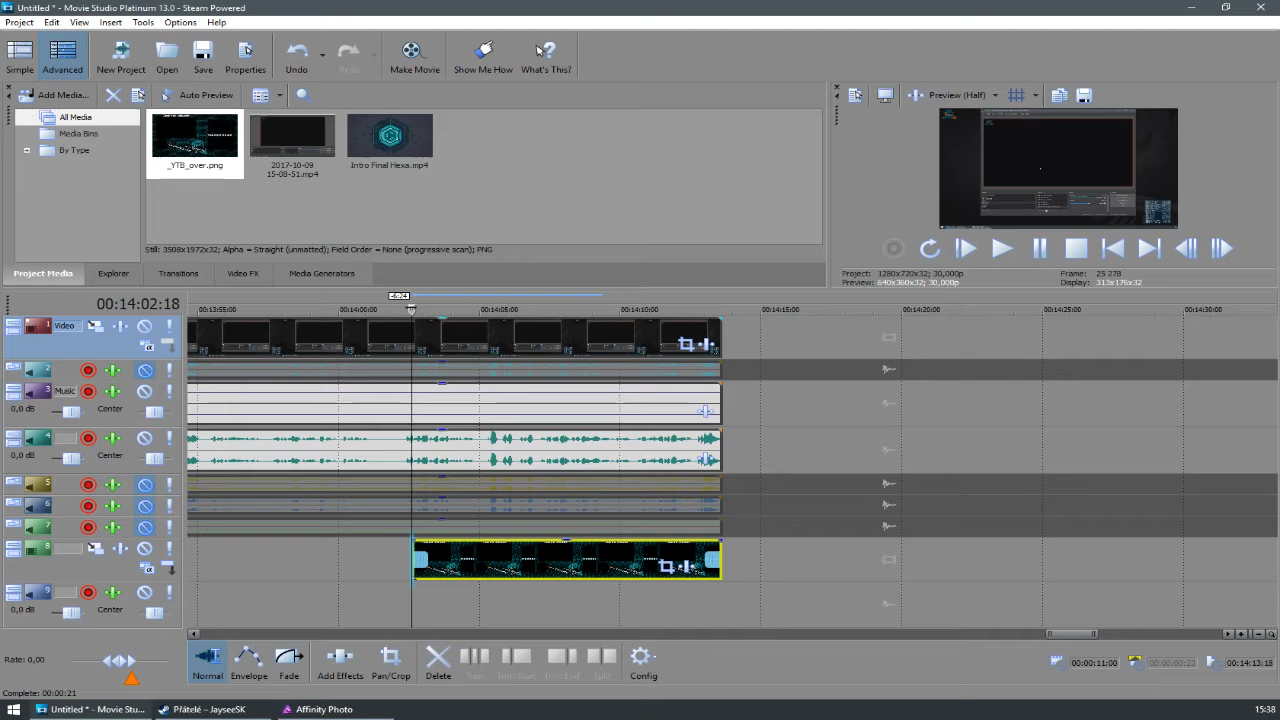 Untitled * - Movie Studio Platinum 13.0 - Steam Powered
Project Edit View Insert Tools Options Help
Simple Advanced New Project Open Save Properties Undo Redo Make Movie Show Me How What's This?
Add Media... Auto Preview Preview (Half)
All Media
Media Bins
By Type
_YTB_over.png
2017-10-09
15-08-51.mp4
Intro Final Hexa.mp4
Still: 3508x1972x32; Alpha = Straight (unmatted); Field Order = None (progressive scan); PNG
Project Media Explorer Transitions Video FX Media Generators
Project: 1280x720x32; 30,000p Frame: 25 278
Preview: 640x360x32; 30,000p Display: 313x176x32
00:14:02:18
00:13:55:00 00:14:00:00 00:14:05:00 00:14:10:00 00:14:15:00 00:14:20:00 00:14:25:00 00:14:30:00
1 Video
2
3 Music
0,0 dB Center
4
0,0 dB Center
5
6
7
8
9
0,0 dB Center
Rate: 0,00
Normal Envelope Fade Add Effects Pan/Crop Delete Trim Start Trim End Split Config
00:00:11:00 00:00:00:23 00:14:13:18
Complete: 00:00:21
Untitled * - Movie Stu... Přátelé – JayseeSK Affinity Photo 15:38